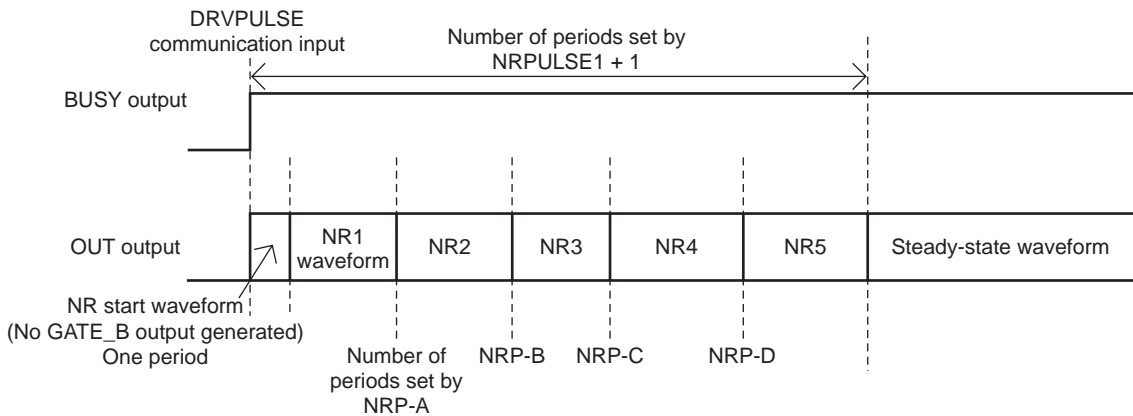 DRVPULSE
communication input
Number of periods set by
NRPULSE1 + 1
BUSY output
OUT output
NR1
waveform
NR2
NR3
NR4
NR5
Steady-state waveform
NR start waveform
(No GATE_B output generated)
One period
Number of
periods set by
NRP-A
NRP-B
NRP-C
NRP-D